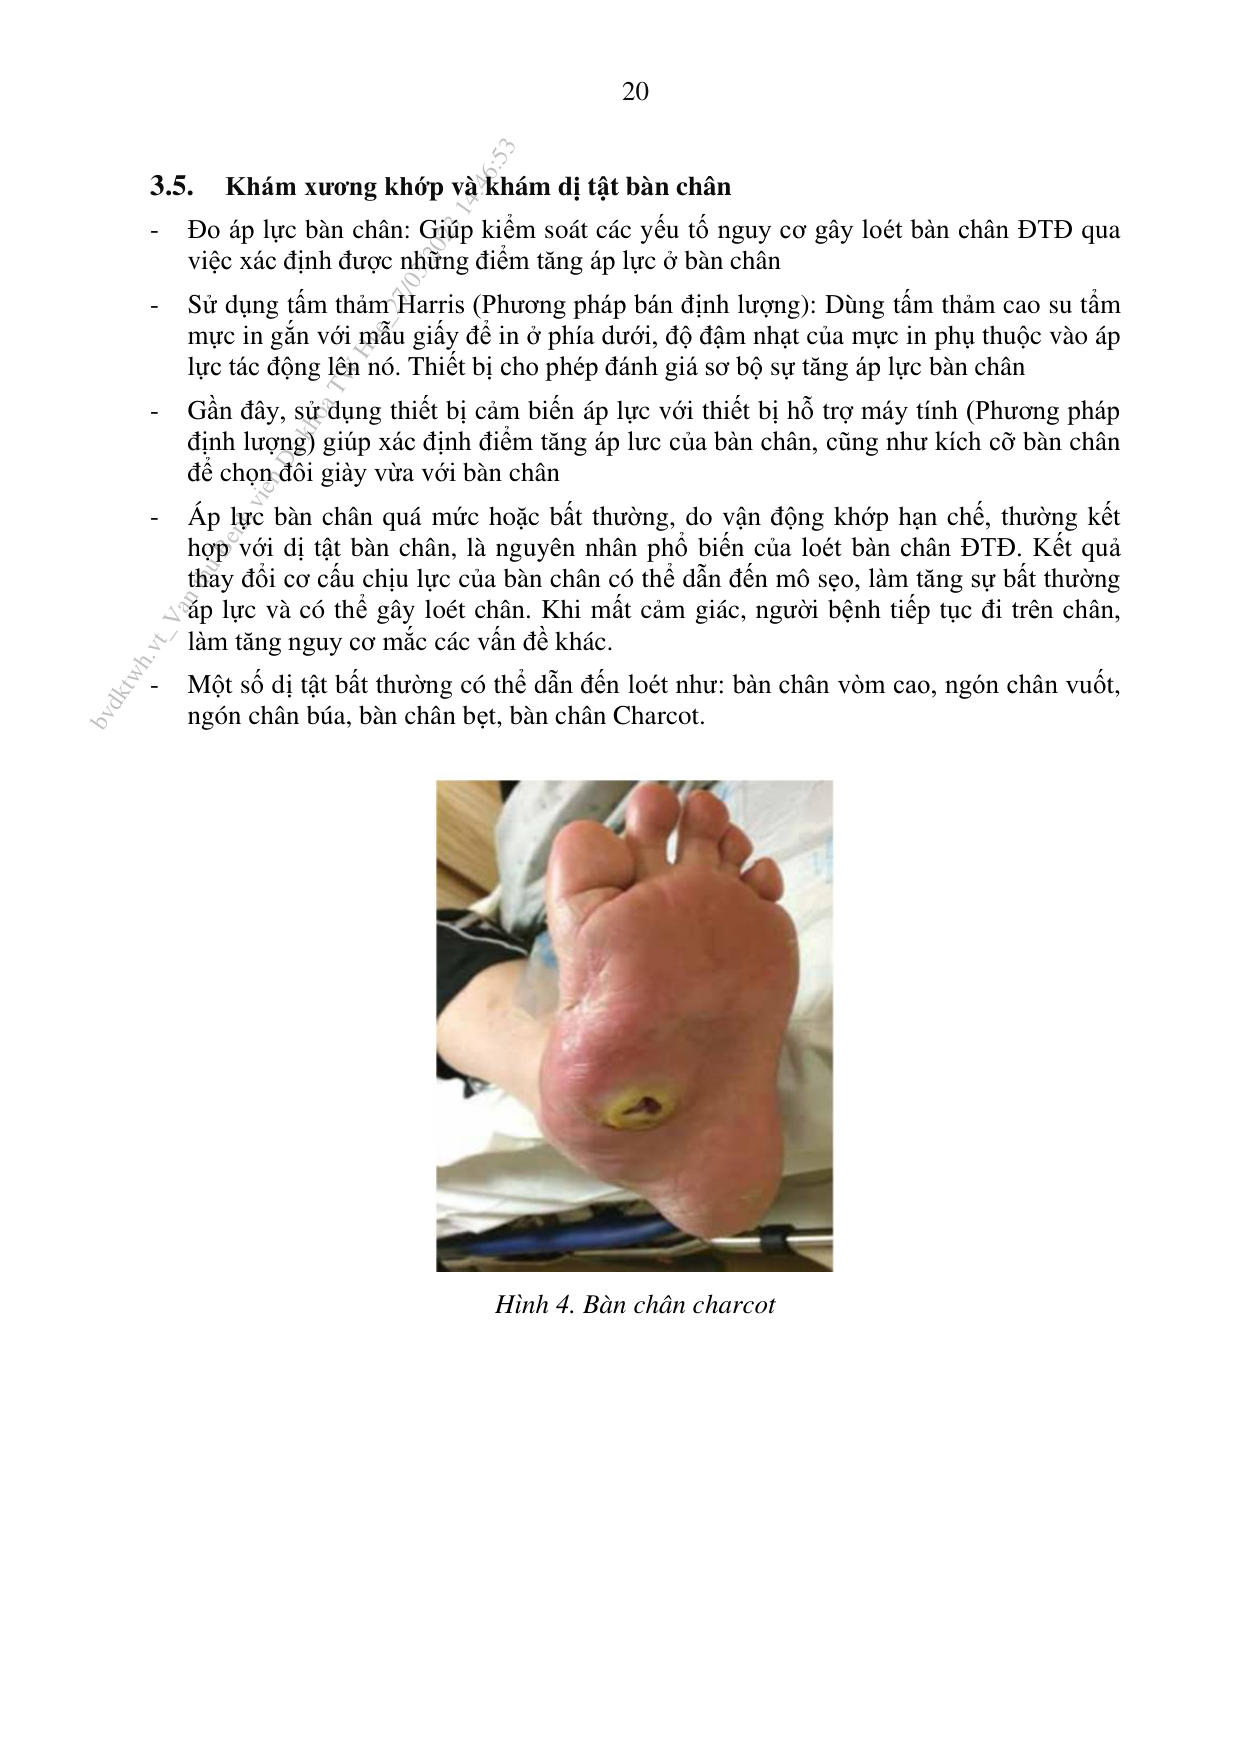 20
3.5. Khám xương khớp và khám dị tật bàn chân
- Đo áp lực bàn chân: Giúp kiểm soát các yếu tố nguy cơ gây loét bàn chân ĐTĐ qua
việc xác định được những điểm tăng áp lực ở bàn chân
- Sử dụng tấm thảm Harris (Phương pháp bán định lượng): Dùng tấm thảm cao su tẩm
mực in gắn với mẫu giấy để in ở phía dưới, độ đậm nhạt của mực in phụ thuộc vào áp
lực tác động lên nó. Thiết bị cho phép đánh giá sơ bộ sự tăng áp lực bàn chân
- Gần đây, sử dụng thiết bị cảm biến áp lực với thiết bị hỗ trợ máy tính (Phương pháp
định lượng) giúp xác định điểm tăng áp lưc của bàn chân, cũng như kích cỡ bàn chân
để chọn đôi giày vừa với bàn chân
- Áp lực bàn chân quá mức hoặc bất thường, do vận động khớp hạn chế, thường kết
hợp với dị tật bàn chân, là nguyên nhân phổ biến của loét bàn chân ĐTĐ. Kết quả
thay đổi cơ cấu chịu lực của bàn chân có thể dẫn đến mô sẹo, làm tăng sự bất thường
áp lực và có thể gây loét chân. Khi mất cảm giác, người bệnh tiếp tục đi trên chân,
làm tăng nguy cơ mắc các vấn đề khác.
- Một số dị tật bất thường có thể dẫn đến loét như: bàn chân vòm cao, ngón chân vuốt,
ngón chân búa, bàn chân bẹt, bàn chân Charcot.
Hình 4. Bàn chân charcot